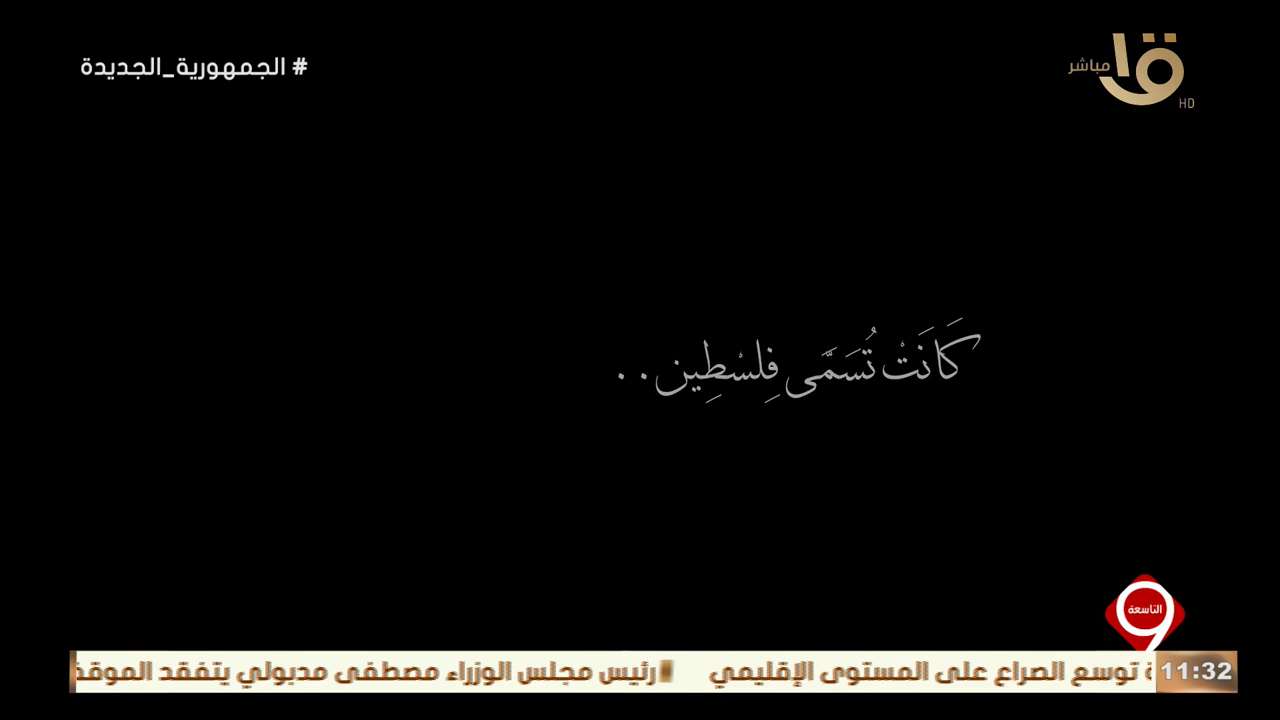 # الجمهورية_الجديدة
مباشر
HD
كَانَتْ تُسَمَّى فِلسْطِين ..
التاسعة
9
11:32
توسع الصراع على المستوى الإقليمي
رئيس مجلس الوزراء مصطفى مدبولي يتفقد